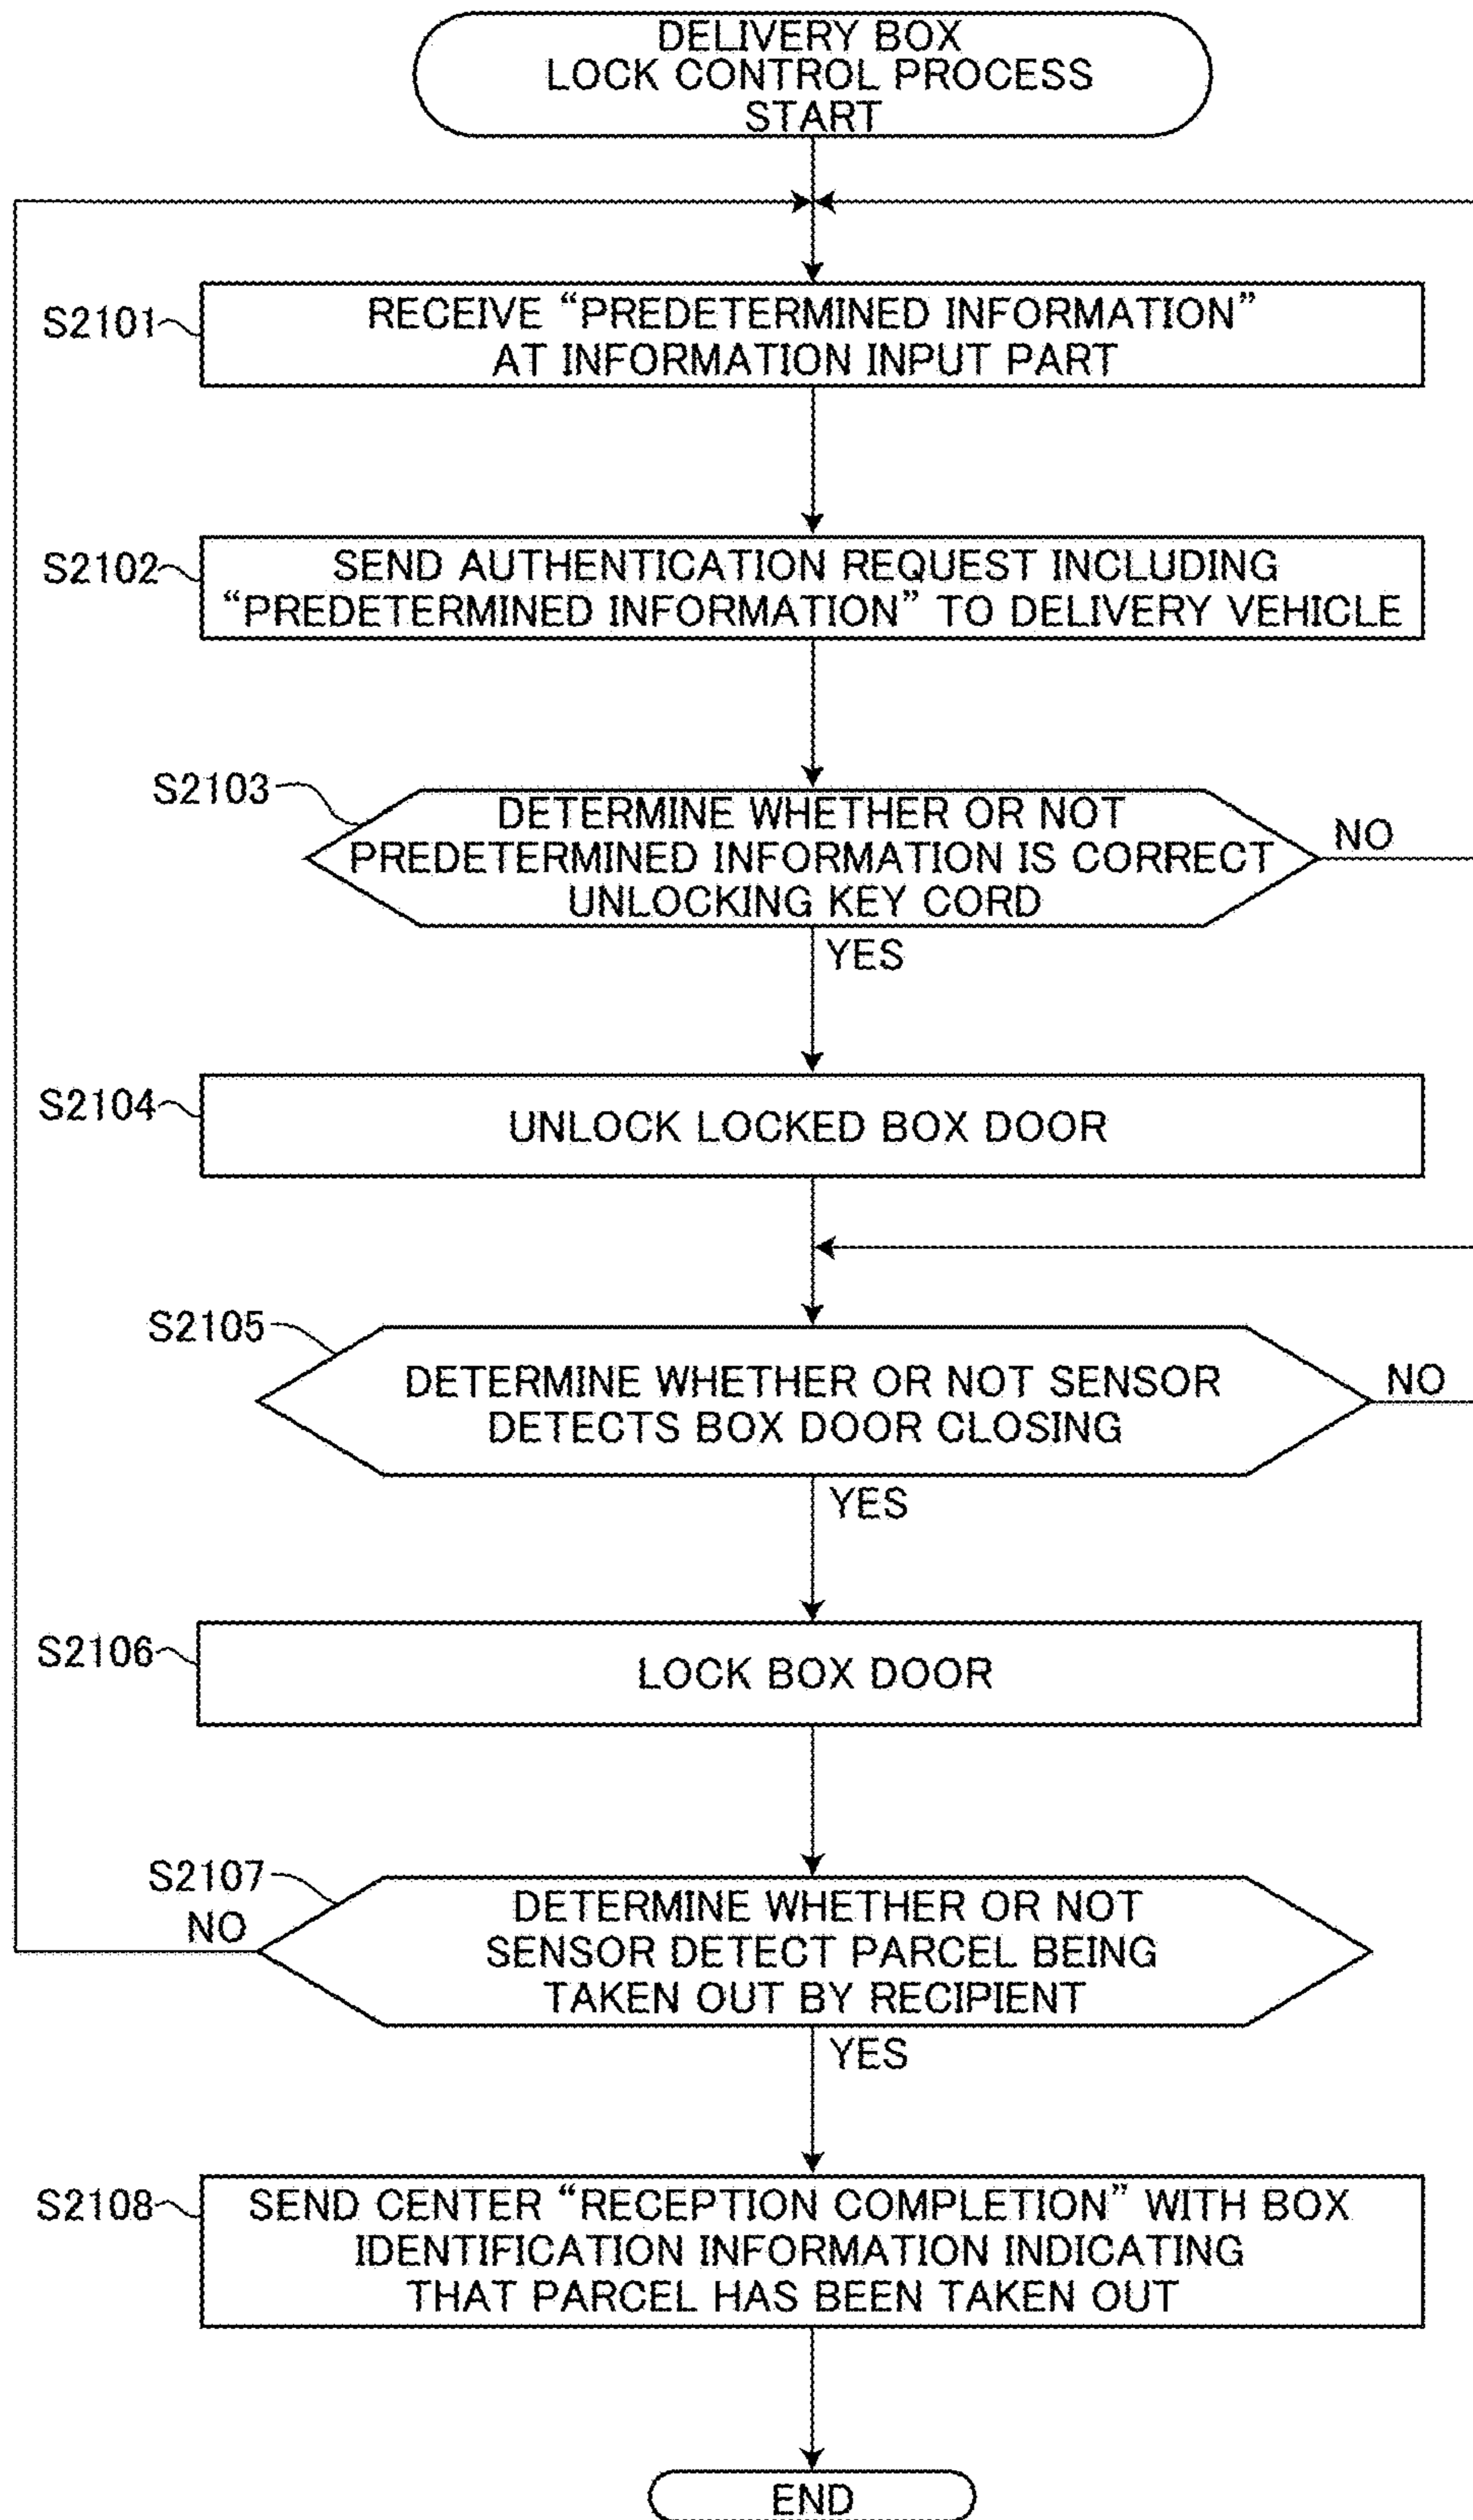 DELIVERY BOX
LOCK CONTROL PROCESS
START
S2101
RECEIVE “PREDETERMINED INFORMATION”
AT INFORMATION INPUT PART
S2102
SEND AUTHENTICATION REQUEST INCLUDING
“PREDETERMINED INFORMATION” TO DELIVERY VEHICLE
S2103
DETERMINE WHETHER OR NOT
PREDETERMINED INFORMATION IS CORRECT
UNLOCKING KEY CORD
NO
YES
S2104
UNLOCK LOCKED BOX DOOR
S2105
DETERMINE WHETHER OR NOT SENSOR
DETECTS BOX DOOR CLOSING
NO
YES
S2106
LOCK BOX DOOR
S2107
NO
DETERMINE WHETHER OR NOT
SENSOR DETECT PARCEL BEING
TAKEN OUT BY RECIPIENT
YES
S2108
SEND CENTER “RECEPTION COMPLETION” WITH BOX
IDENTIFICATION INFORMATION INDICATING
THAT PARCEL HAS BEEN TAKEN OUT
END